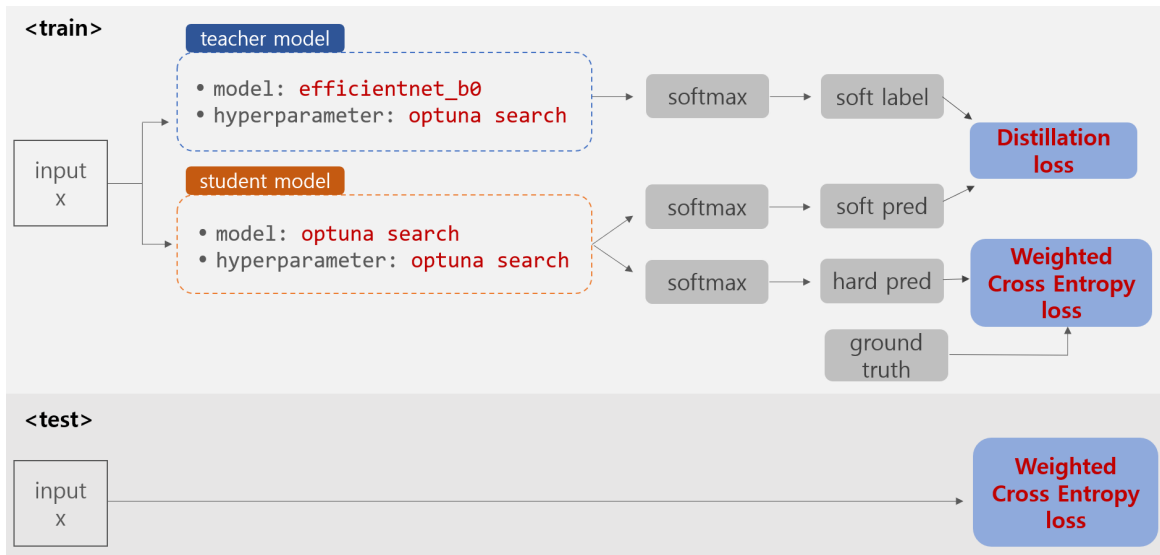 <train>
teacher model
• model: efficientnet_b0
• hyperparameter: optuna search
softmax
soft label
Distillation
loss
input
x
student model
• model: optuna search
• hyperparameter: optuna search
softmax
soft pred
softmax
hard pred
Weighted
Cross Entropy
loss
ground
truth
<test>
input
x
Weighted
Cross Entropy
loss